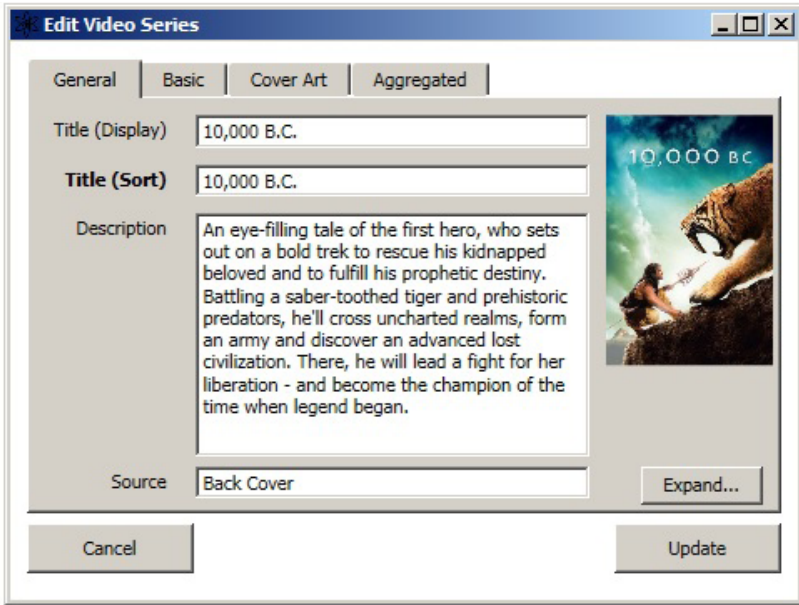 Edit Video Series
General Basic Cover Art Aggregated
Title (Display) 10,000 B.C.
Title (Sort) 10,000 B.C.
Description
An eye-filling tale of the first hero, who sets
out on a bold trek to rescue his kidnapped
beloved and to fulfill his prophetic destiny.
Battling a saber-toothed tiger and prehistoric
predators, he'll cross uncharted realms, form
an army and discover an advanced lost
civilization. There, he will lead a fight for her
liberation - and become the champion of the
time when legend began.
10,000 BC
Source Back Cover
Expand...
Cancel Update